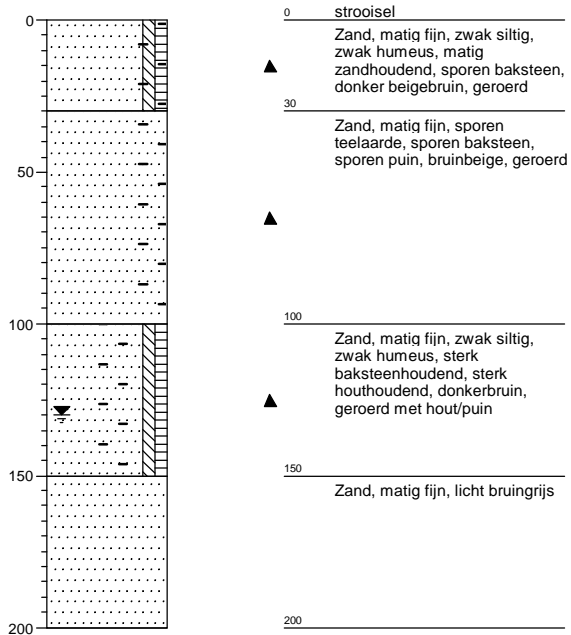 0
50
100
150
200
0
strooisel
Zand, matig fijn, zwak siltig,
zwak humeus, matig
zandhoudend, sporen baksteen,
donker beigebruin, geroerd
30
Zand, matig fijn, sporen
teelaarde, sporen baksteen,
sporen puin, bruinbeige, geroerd
100
Zand, matig fijn, zwak siltig,
zwak humeus, sterk
baksteenhoudend, sterk
houthoudend, donkerbruin,
geroerd met hout/puin
150
Zand, matig fijn, licht bruingrijs
200